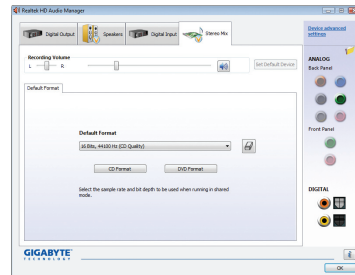 Realtek HD Audio Manager
Digital Output
Speakers
Digital Input
Stereo Mix
Device advanced
settings
Recording Volume
L
R
Set Default Device
ANALOG
Back Panel
Default Format
Default Format
16 Bits, 44100 Hz (CD Quality)
CD Format
DVD Format
Front Panel
Select the sample rate and bit depth to be used when running in shared
mode.
DIGITAL
GIGABYTE
TECHNOLOGY
i
OK